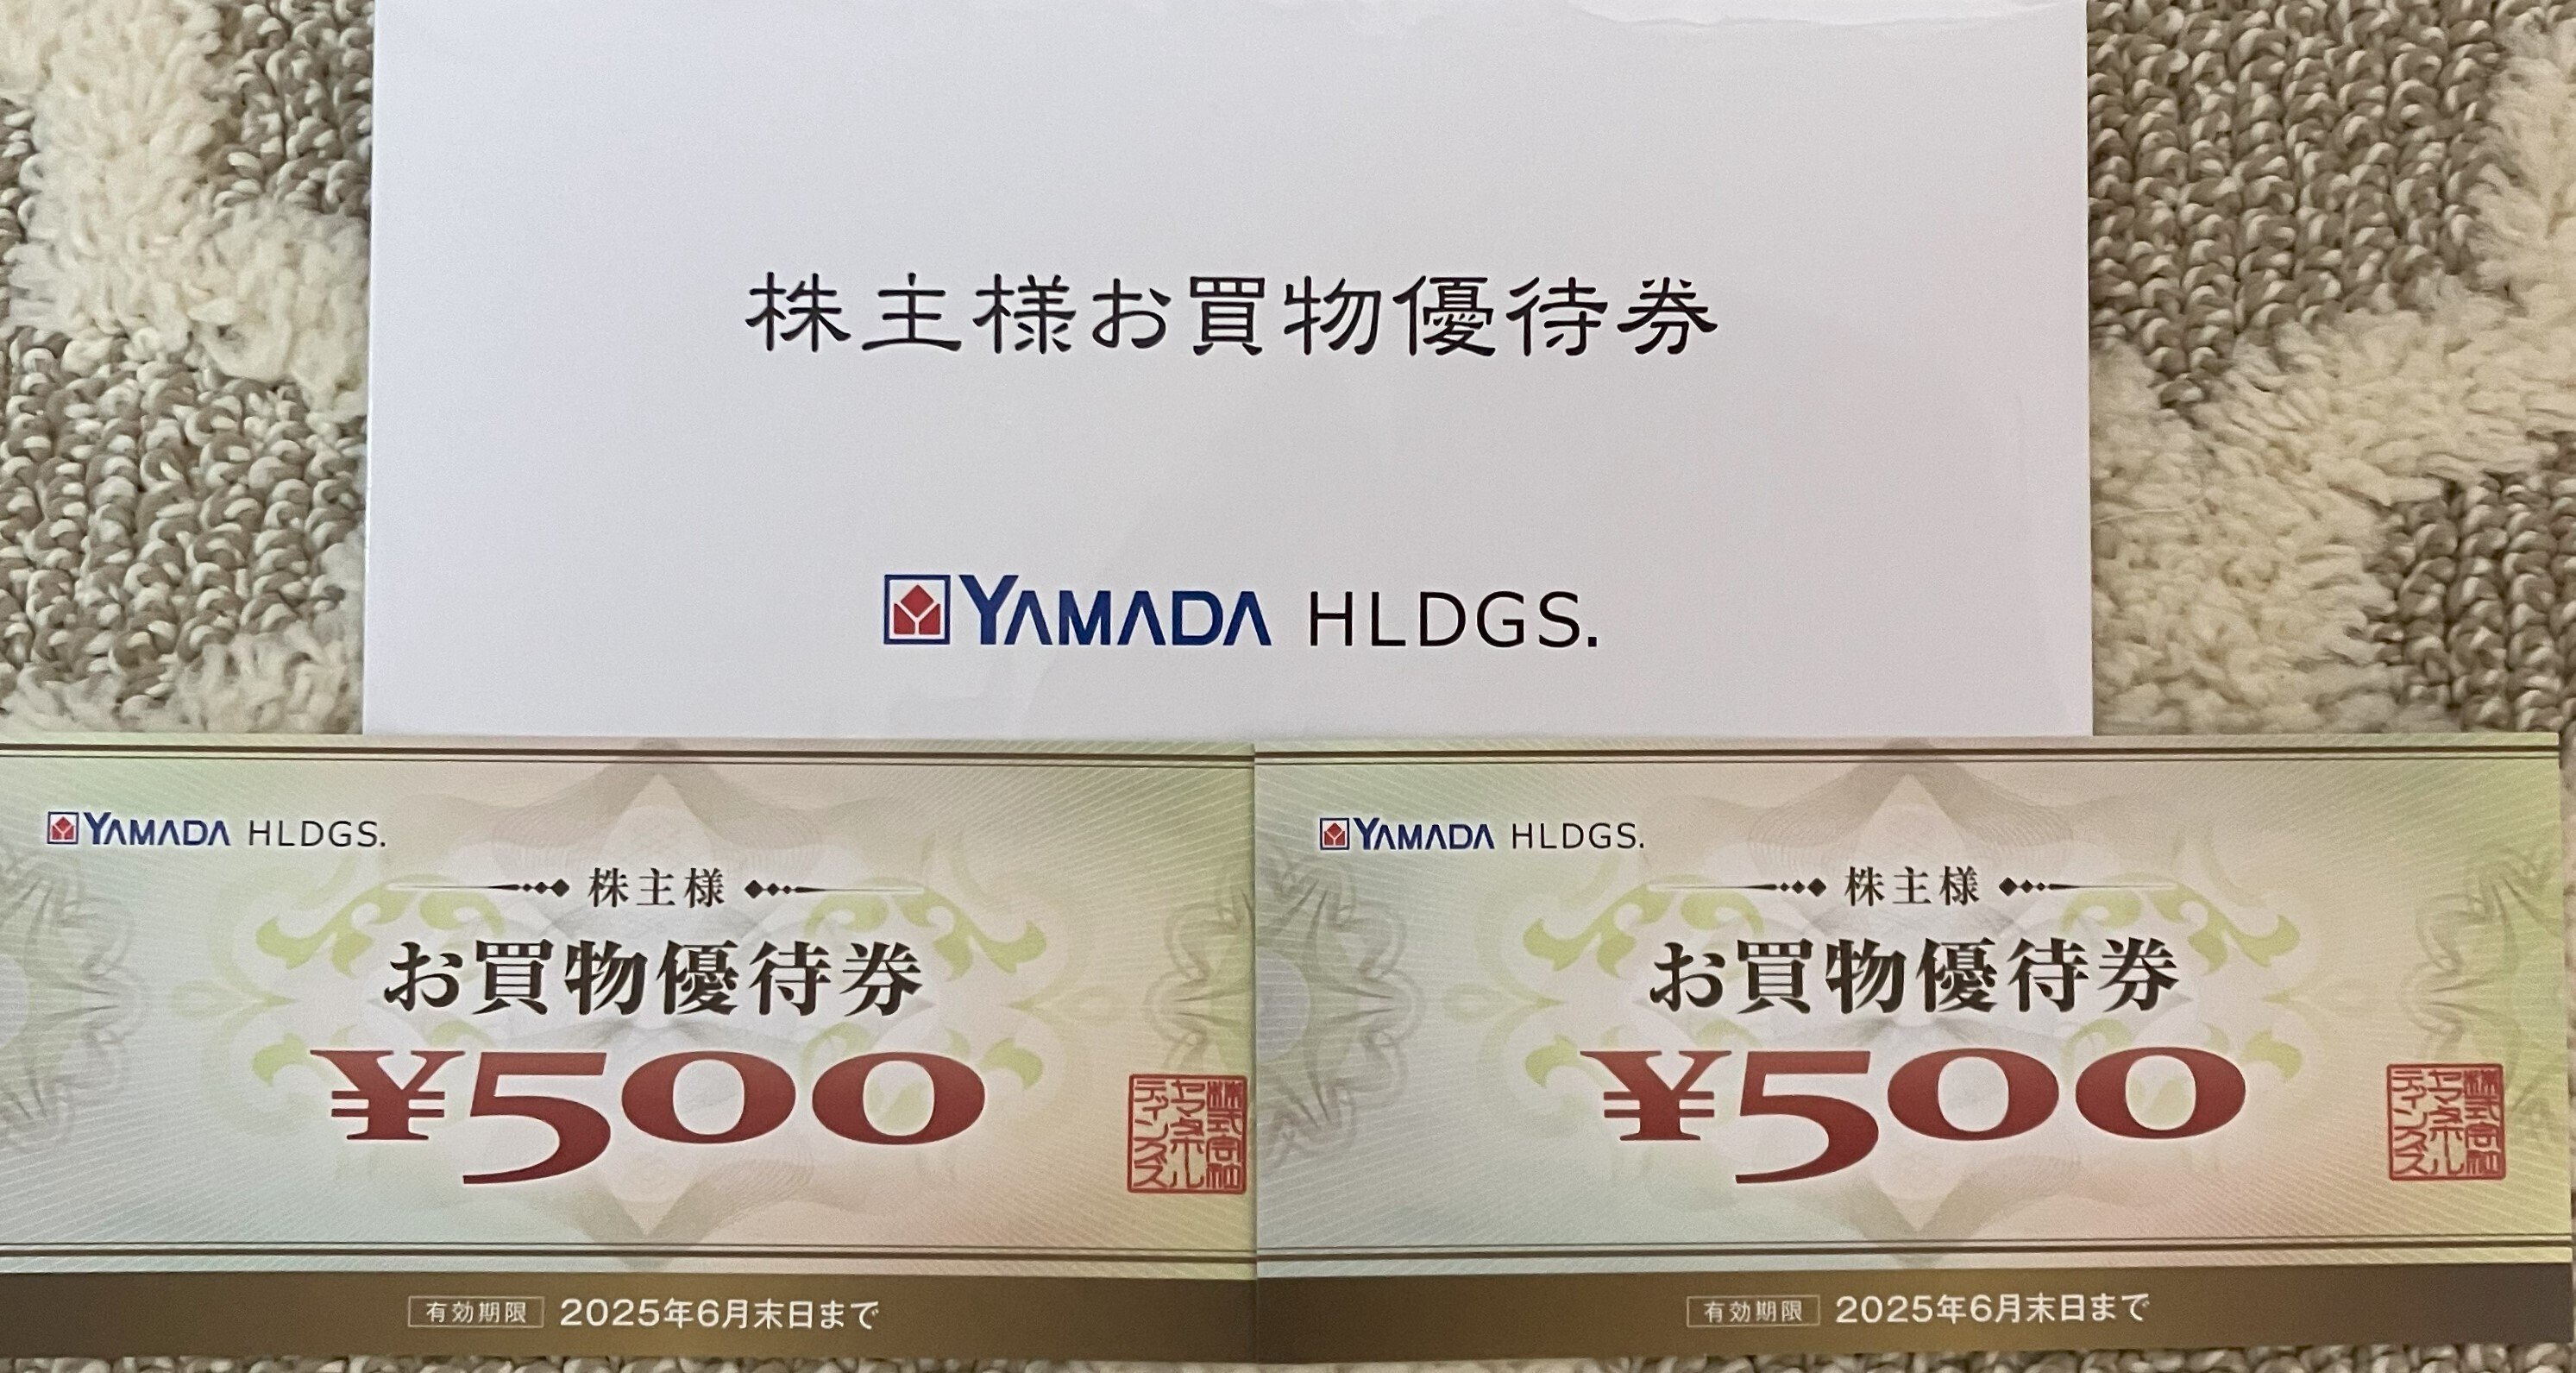 株主様お買物優待券
YAMADA HLDGS.
YAMADA HLDGS.
株主様
お買物優待券
¥500
株式会社
ヤマダホール
ディングス
有効期限 2025年6月末日まで
YAMADA HLDGS.
株主様
お買物優待券
¥500
株式会社
ヤマダホール
ディングス
有効期限 2025年6月末日まで